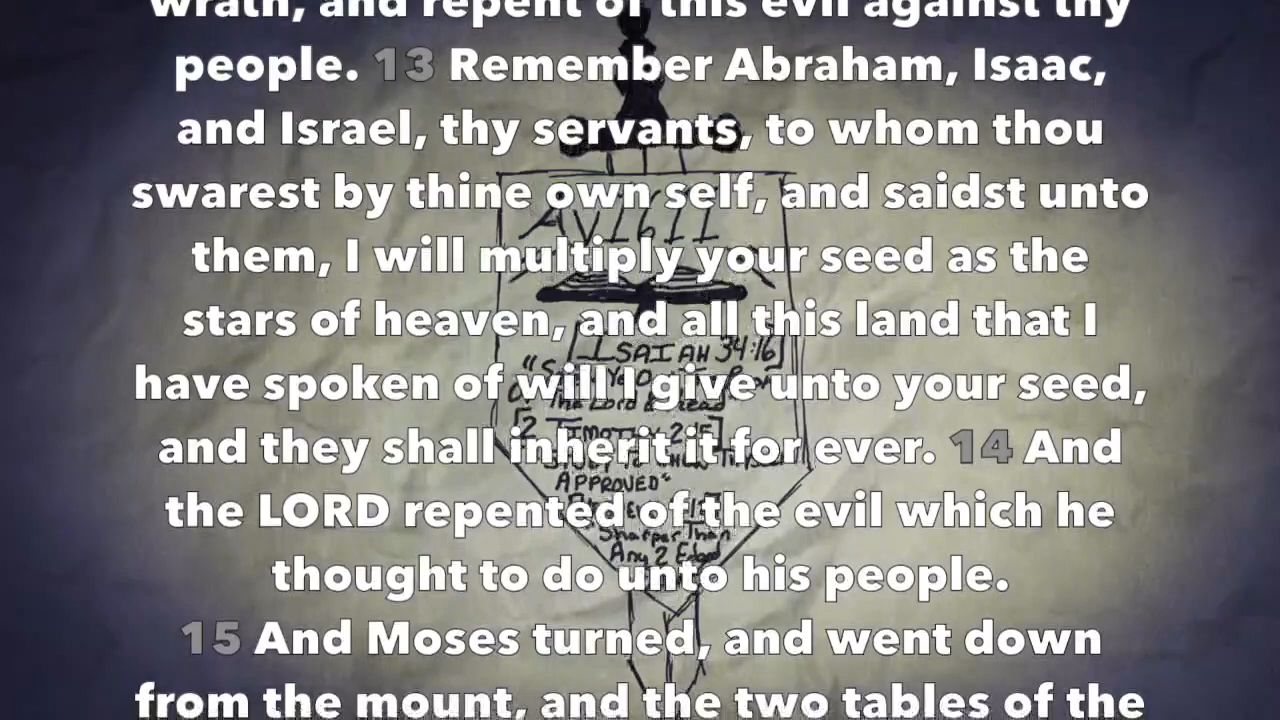 wrath, and repent of this evil against thy
people. 13 Remember Abraham, Isaac,
and Israel, thy servants, to whom thou
swarest by thine own self, and saidst unto
them, I will multiply your seed as the
stars of heaven, and all this land that I
have spoken of will I give unto your seed,
and they shall inherit it for ever. 14 And
the LORD repented of the evil which he
thought to do unto his people.
15 And Moses turned, and went down
from the mount, and the two tables of the
AV1611
[ISAIAH 34:16]
The Lord & read
APPROVED"
Sharper Than
Any 2 Edged